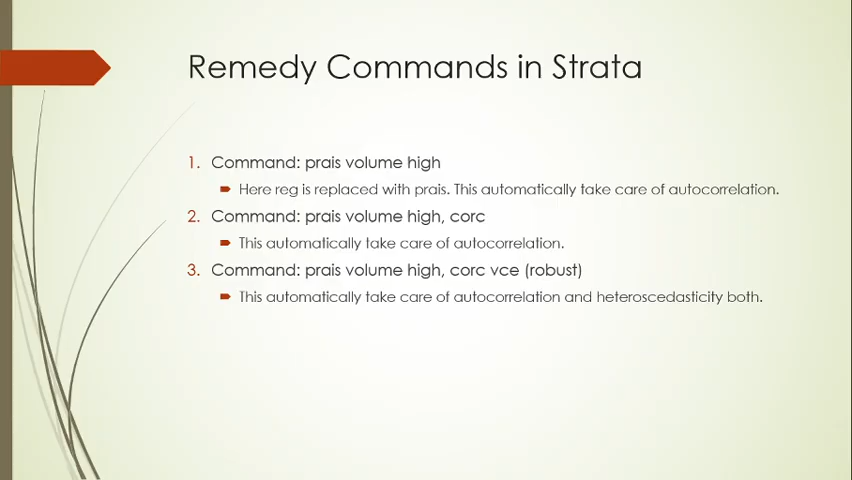 Remedy Commands in Strata
1. Command: prais volume high
Here reg is replaced with prais. This automatically take care of autocorrelation.
2. Command: prais volume high, corc
This automatically take care of autocorrelation.
3. Command: prais volume high, corc vce (robust)
This automatically take care of autocorrelation and heteroscedasticity both.